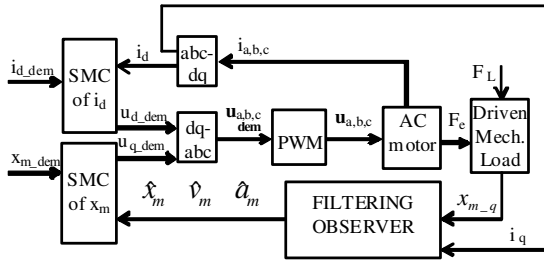 i_d_dem
SMC
of i_d
i_d
abc-
dq
i_a,b,c
u_d_dem
u_q_dem
dq-
abc
u_a,b,c
dem
PWM
u_a,b,c
AC
motor
F_e
F_L
Driven
Mech.
Load
x_m_dem
SMC
of x_m
x̂_m v̂_m â_m
FILTERING
OBSERVER
x_m_q
i_q